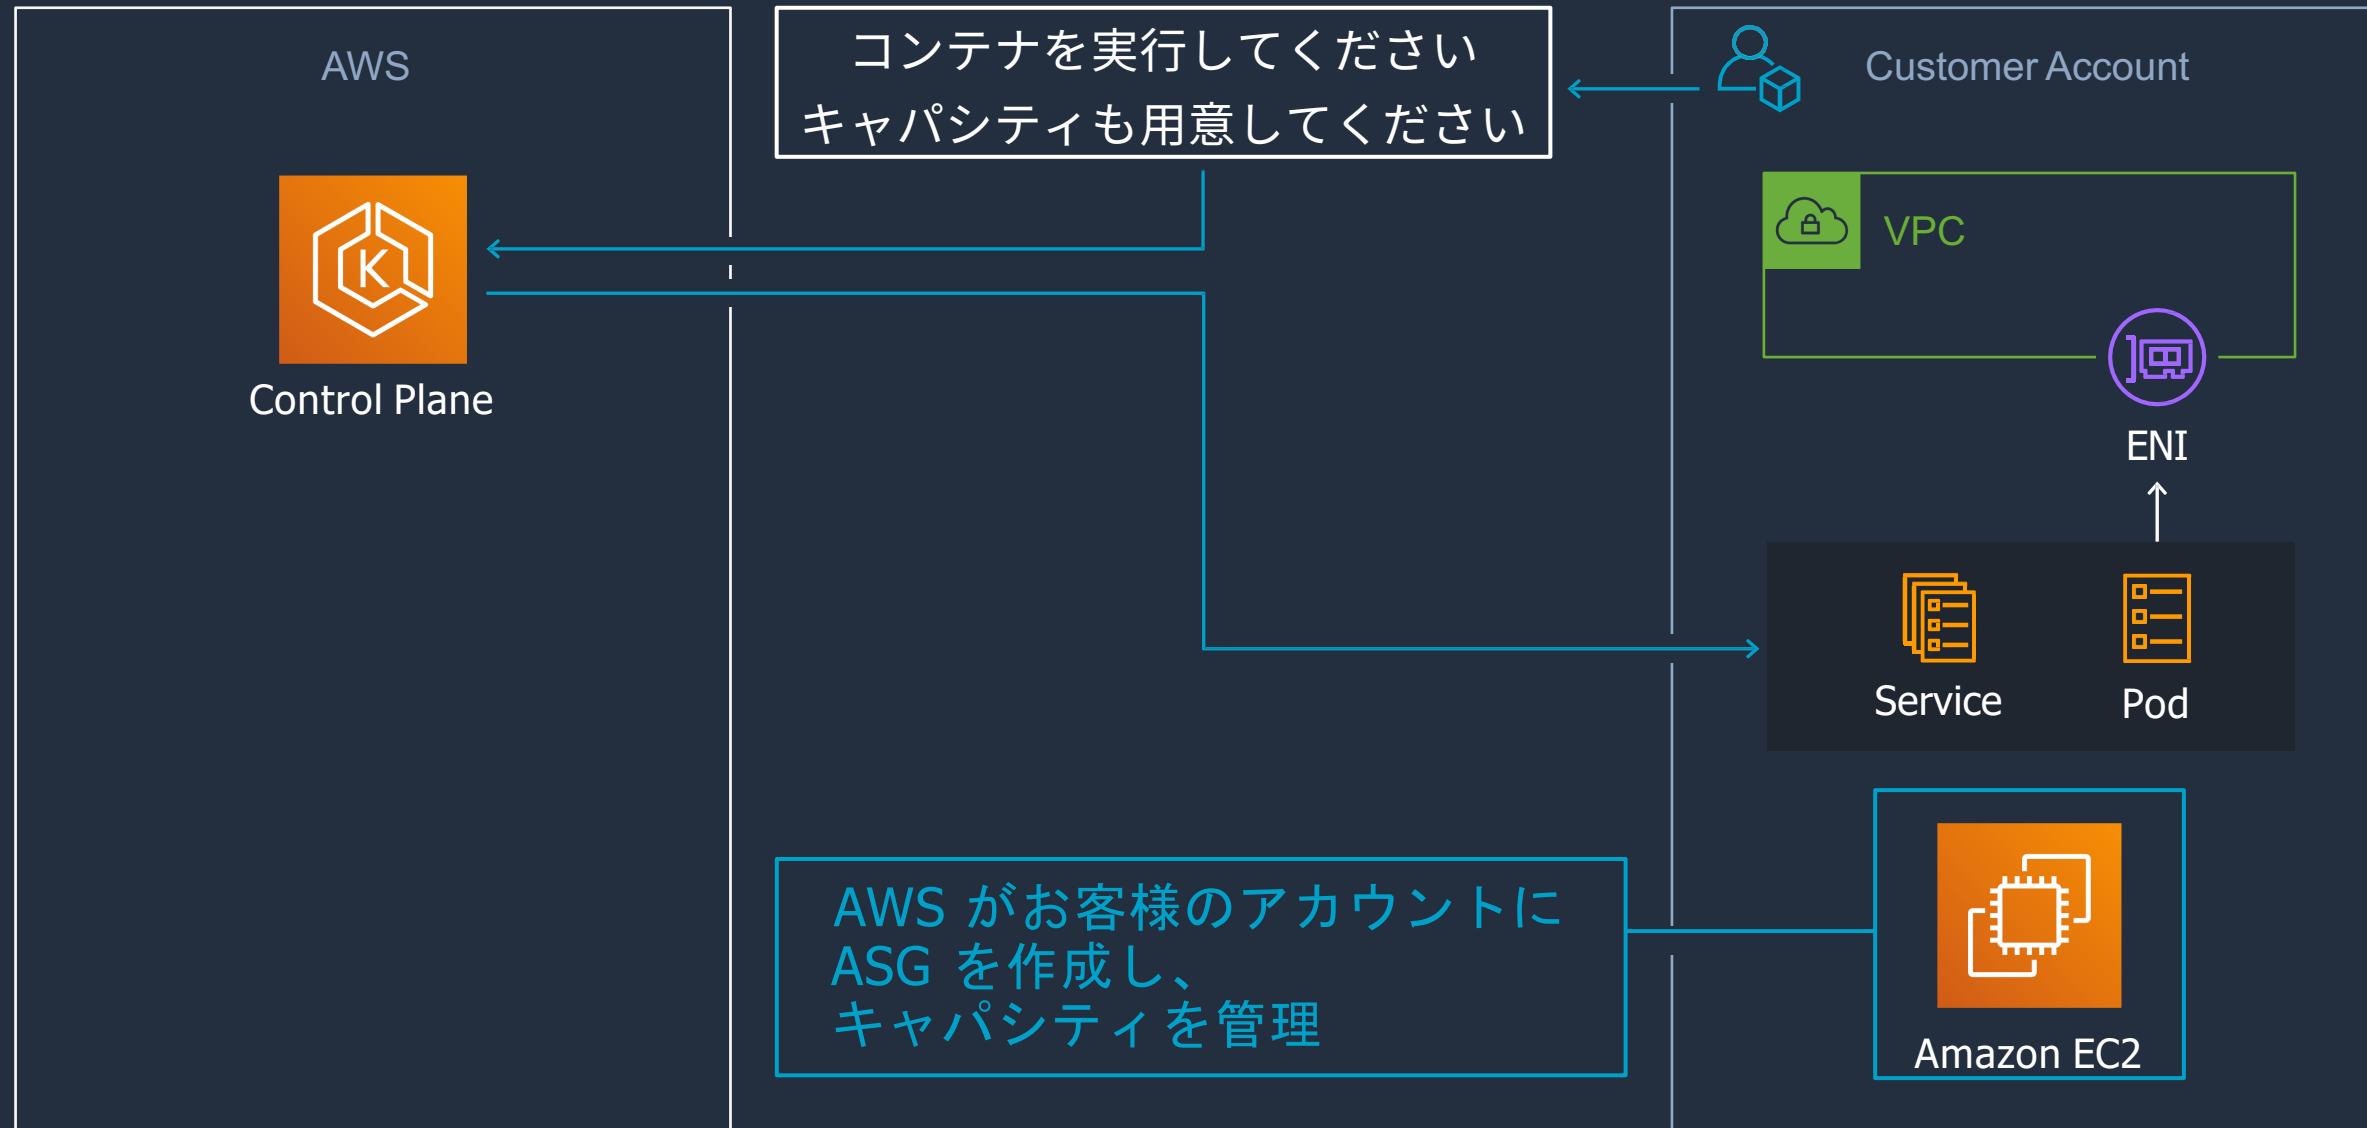 AWS
コンテナを実行してください
キャパシティも用意してください
Customer Account
VPC
K
Control Plane
ENI
Service
Pod
AWS がお客様のアカウントに
ASG を作成し、
キャパシティを管理
Amazon EC2